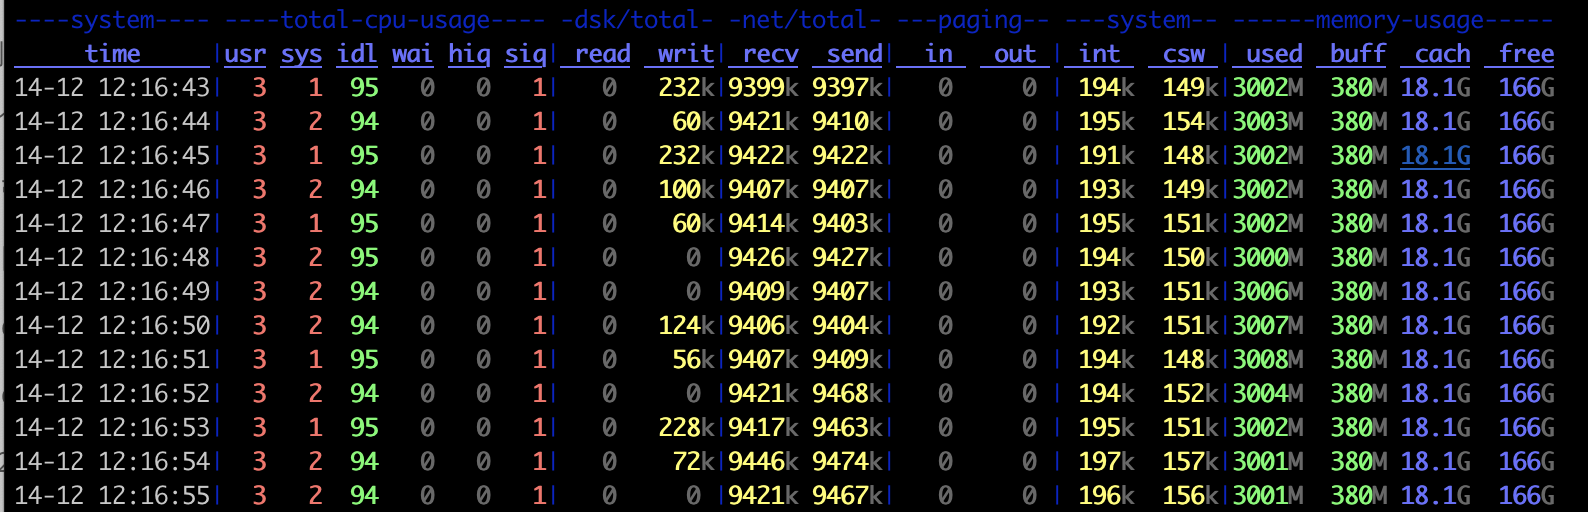 ----system---- ----total-cpu-usage---- -dsk/total- -net/total- ---paging-- ---system-- ------memory-usage-----
     time     |usr sys idl wai hiq siq| read  writ| recv  send|  in   out | int   csw | used  buff  cach  free
14-12 12:16:43|  3   1  95   0   0   1|   0   232k|9399k 9397k|   0     0 | 194k  149k|3002M  380M 18.1G  166G
14-12 12:16:44|  3   2  94   0   0   1|   0    60k|9421k 9410k|   0     0 | 195k  154k|3003M  380M 18.1G  166G
14-12 12:16:45|  3   1  95   0   0   1|   0   232k|9422k 9422k|   0     0 | 191k  148k|3002M  380M 18.1G  166G
14-12 12:16:46|  3   2  94   0   0   1|   0   100k|9407k 9407k|   0     0 | 193k  149k|3002M  380M 18.1G  166G
14-12 12:16:47|  3   1  95   0   0   1|   0    60k|9414k 9403k|   0     0 | 195k  151k|3002M  380M 18.1G  166G
14-12 12:16:48|  3   2  95   0   0   1|   0     0 |9426k 9427k|   0     0 | 194k  150k|3000M  380M 18.1G  166G
14-12 12:16:49|  3   2  94   0   0   1|   0     0 |9409k 9407k|   0     0 | 193k  151k|3006M  380M 18.1G  166G
14-12 12:16:50|  3   2  94   0   0   1|   0   124k|9406k 9404k|   0     0 | 192k  151k|3007M  380M 18.1G  166G
14-12 12:16:51|  3   1  95   0   0   1|   0    56k|9407k 9409k|   0     0 | 194k  148k|3008M  380M 18.1G  166G
14-12 12:16:52|  3   2  94   0   0   1|   0     0 |9421k 9468k|   0     0 | 194k  152k|3004M  380M 18.1G  166G
14-12 12:16:53|  3   1  95   0   0   1|   0   228k|9417k 9463k|   0     0 | 195k  151k|3002M  380M 18.1G  166G
14-12 12:16:54|  3   2  94   0   0   1|   0    72k|9446k 9474k|   0     0 | 197k  157k|3001M  380M 18.1G  166G
14-12 12:16:55|  3   2  94   0   0   1|   0     0 |9421k 9467k|   0     0 | 196k  156k|3001M  380M 18.1G  166G